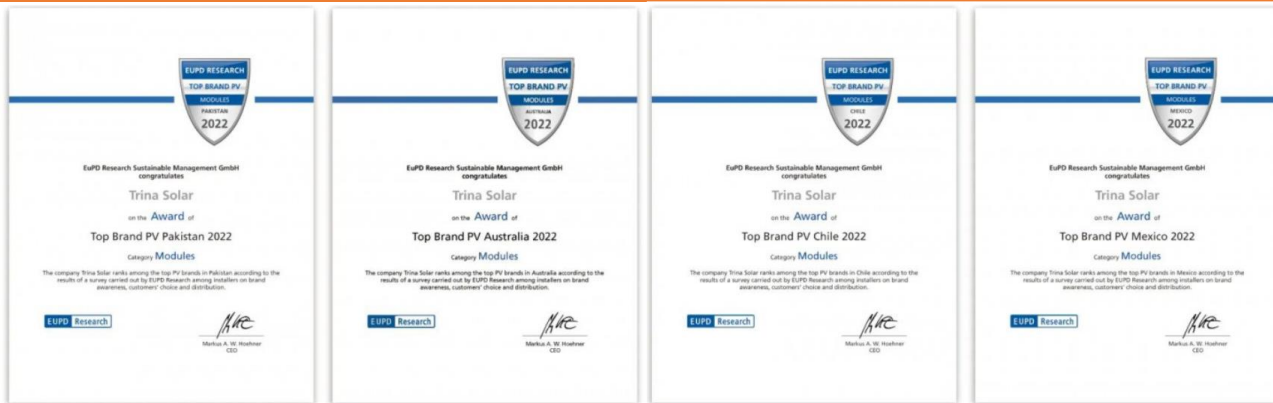 EUPD RESEARCH
TOP BRAND PV
MODULES
PAKISTAN
2022
EuPD Research Sustainable Management GmbH
congratulates
Trina Solar
on the Award of
Top Brand PV Pakistan 2022
Category Modules
The company Trina Solar ranks among the top PV brands in Pakistan according to the
results of a survey carried out by EUPD Research among installers on brand
awareness, customers' choice and distribution.
EUPD Research
Markus A. W. Hoehner
CEO
EUPD RESEARCH
TOP BRAND PV
MODULES
AUSTRALIA
2022
EuPD Research Sustainable Management GmbH
congratulates
Trina Solar
on the Award of
Top Brand PV Australia 2022
Category Modules
The company Trina Solar ranks among the top PV brands in Australia according to the
results of a survey carried out by EUPD Research among installers on brand
awareness, customers' choice and distribution.
EUPD Research
Markus A. W. Hoehner
CEO
EUPD RESEARCH
TOP BRAND PV
MODULES
CHILE
2022
EuPD Research Sustainable Management GmbH
congratulates
Trina Solar
on the Award of
Top Brand PV Chile 2022
Category Modules
The company Trina Solar ranks among the top PV brands in Chile according to the
results of a survey carried out by EUPD Research among installers on brand
awareness, customers' choice and distribution.
EUPD Research
Markus A. W. Hoehner
CEO
EUPD RESEARCH
TOP BRAND PV
MODULES
MEXICO
2022
EuPD Research Sustainable Management GmbH
congratulates
Trina Solar
on the Award of
Top Brand PV Mexico 2022
Category Modules
The company Trina Solar ranks among the top PV brands in Mexico according to the
results of a survey carried out by EUPD Research among installers on brand
awareness, customers' choice and distribution.
EUPD Research
Markus A. W. Hoehner
CEO